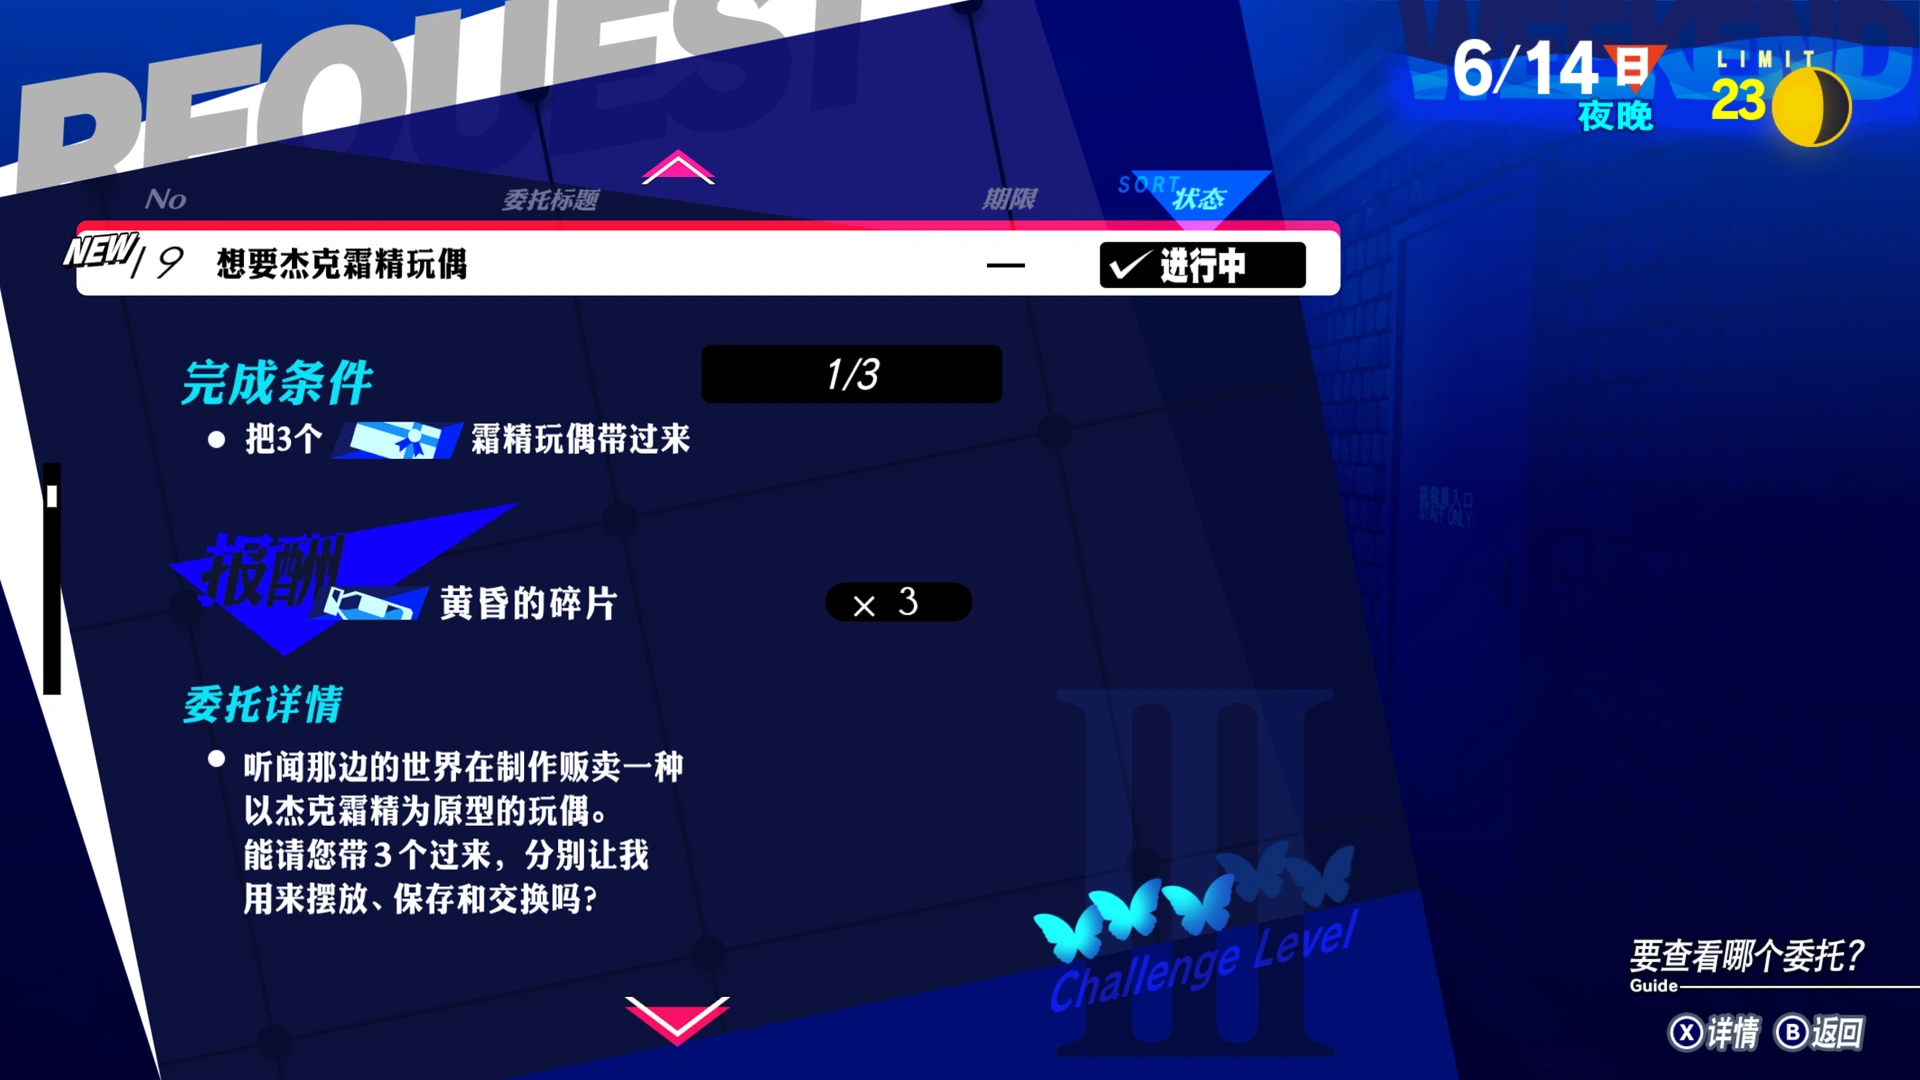 REQUEST
WEEKEND
6/14 日
夜晚
LIMIT
23
No 委托标题 期限 SORT 状态
NEW 19 想要杰克霜精玩偶 — 进行中
完成条件 1/3
把3个 霜精玩偶带过来
报酬
黄昏的碎片 × 3
委托详情
听闻那边的世界在制作贩卖一种
以杰克霜精为原型的玩偶。
能请您带3个过来，分别让我
用来摆放、保存和交换吗?
III
Challenge Level
STAFF ONLY
要查看哪个委托?
Guide
X 详情 B 返回